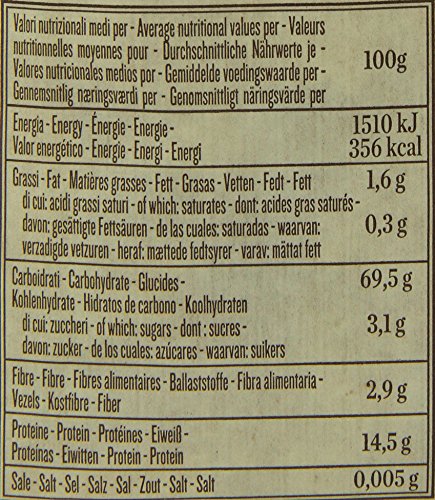 Valori nutrizionali medi per - Average nutritional values per - Valeurs
nutritionnelles moyennes pour - Durchschnittliche Nährwerte je -
Valores nutricionales medios por - Gemiddelde voedingswaarde per -
Gennemsnitlig næringsværdi per - Genomsnittligt näringsvärde per
100g
Energia - Energy - Énergie - Energie -
Valor energético - Energie - Energi - Energi
1510 kJ
356 kcal
Grassi - Fat - Matières grasses - Fett - Grasas - Vetten - Fedt - Fett
1,6 g
di cui: acidi grassi saturi - of which: saturates - dont: acides gras saturés -
davon: gesättigte Fettsäuren - de las cuales: saturadas - waarvan:
verzadigde vetzuren - heraf: mættede fedtsyrer - varav: mättat fett
0,3 g
Carboidrati - Carbohydrate - Glucides -
Kohlenhydrate - Hidratos de carbono - Koolhydraten
69,5 g
di cui: zuccheri - of which: sugars - dont : sucres -
davon: zucker - de los cuales: azúcares - waarvan: suikers
3,1 g
Fibre - Fibre - Fibres alimentaires - Ballaststoffe - Fibra alimentaria -
Vezels - Kostfibre - Fiber
2,9 g
Proteine - Protein - Protéines - Eiweiß -
Proteínas - Eiwitten - Protein - Protein
14,5 g
Sale - Salt - Sel - Salz - Sal - Zout - Salt - Salt
0,005 g